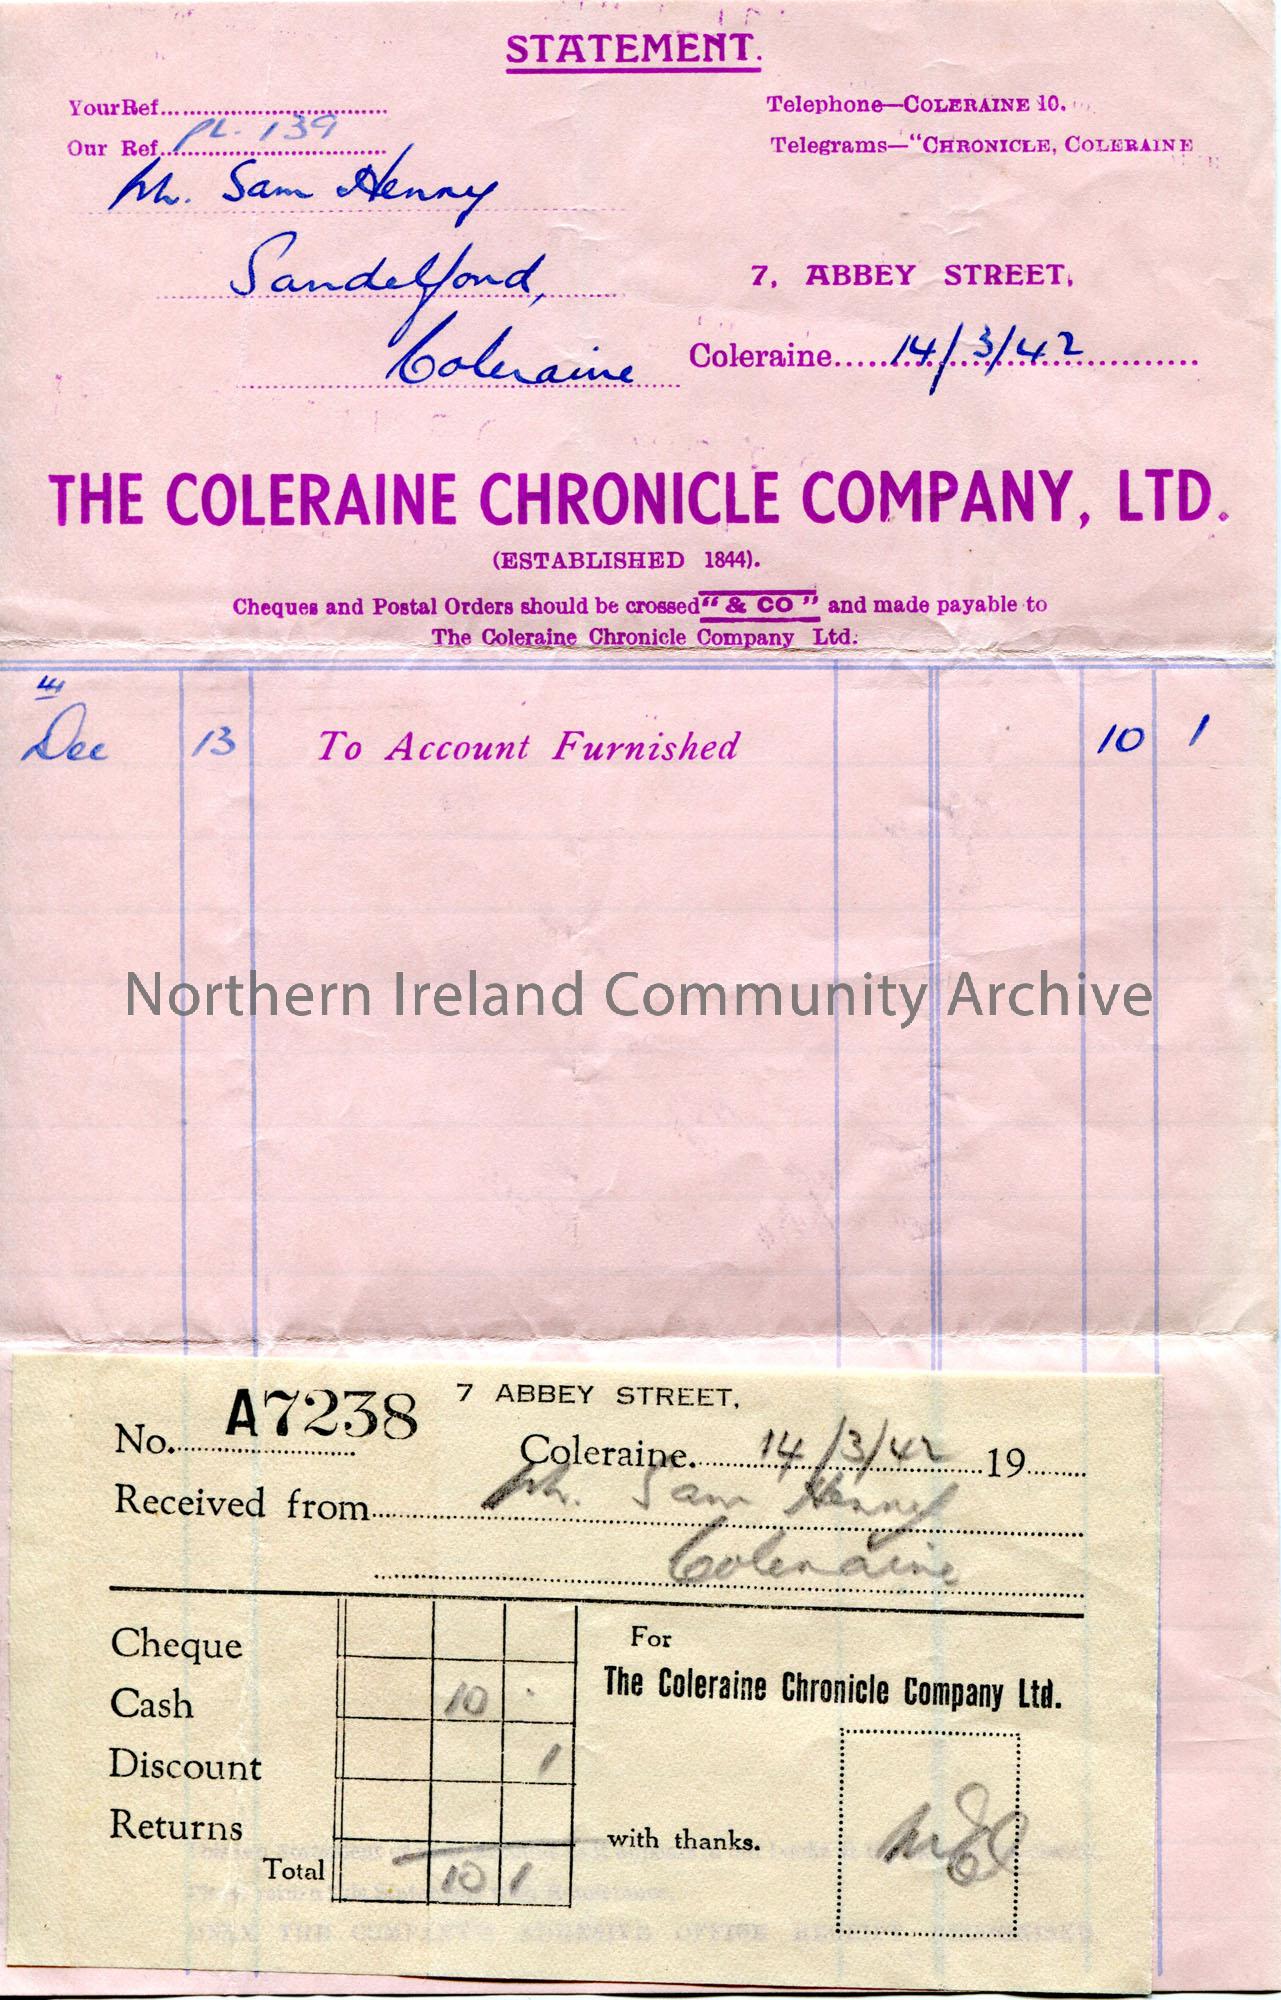 STATEMENT.
Your Ref.
Telephone—COLERAINE 10.
Our Ref. PL. 139
Telegrams—"CHRONICLE, COLERAINE
Mr. Sam Henry
Sandelford,
7, ABBEY STREET,
Coleraine
Coleraine 14/3/42
THE COLERAINE CHRONICLE COMPANY, LTD.
(ESTABLISHED 1844).
Cheques and Postal Orders should be crossed "& CO" and made payable to
The Coleraine Chronicle Company Ltd.
41
Dec 13 To Account Furnished 10 1
Northern Ireland Community Archive
No. A7238
7 ABBEY STREET,
Coleraine. 14/3/42 19
Received from Mr. Sam Henry
Coleraine
Cheque
Cash 10 .
Discount 1
Returns
Total 10 1
For
The Coleraine Chronicle Company Ltd.
with thanks.